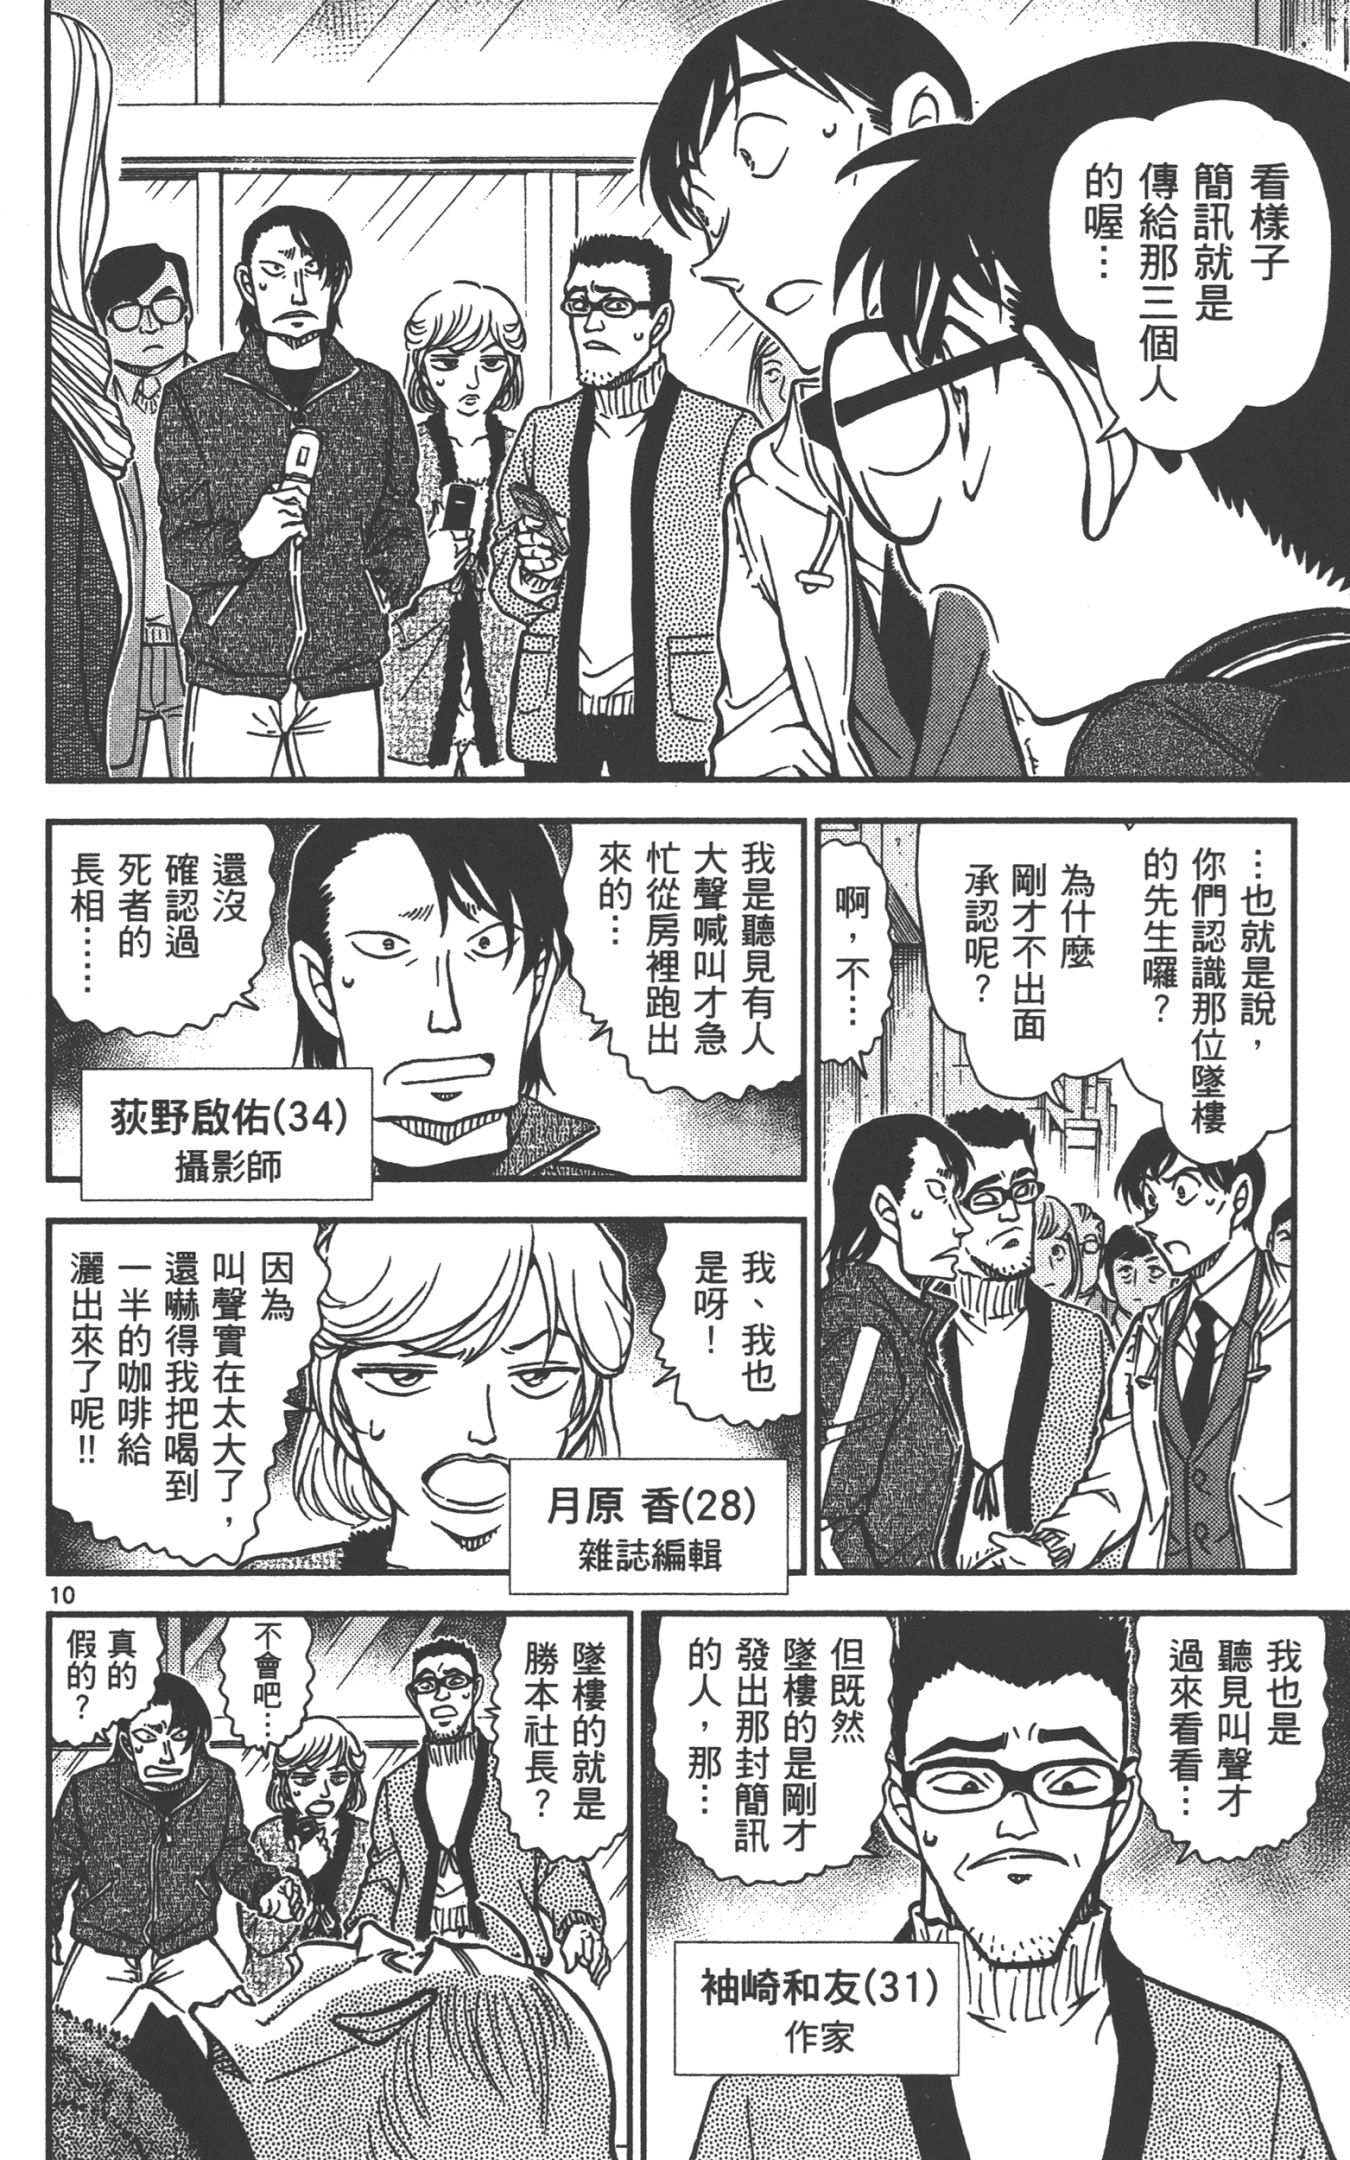 看樣子
簡訊就是
傳給那三個人
的喔…
…也就是說，
你們認識那位墜樓
的先生囉？
為什麼
剛才不出面
承認呢？
啊，不…
我是聽見有人
大聲喊叫才急
忙從房裡跑出
來的…
還沒
確認過
死者的
長相……
荻野啟佑(34)
攝影師
我、我也
是呀！
因為
叫聲實在太大了，
還嚇得我把喝到
一半的咖啡給
灑出來了呢!!
月原 香(28)
雜誌編輯
10
我也是
聽見叫聲才
過來看看…
但既然
墜樓的是剛才
發出那封簡訊
的人，那…
袖崎和友(31)
作家
墜樓的就是
勝本社長？
不會吧…
真的
假的？